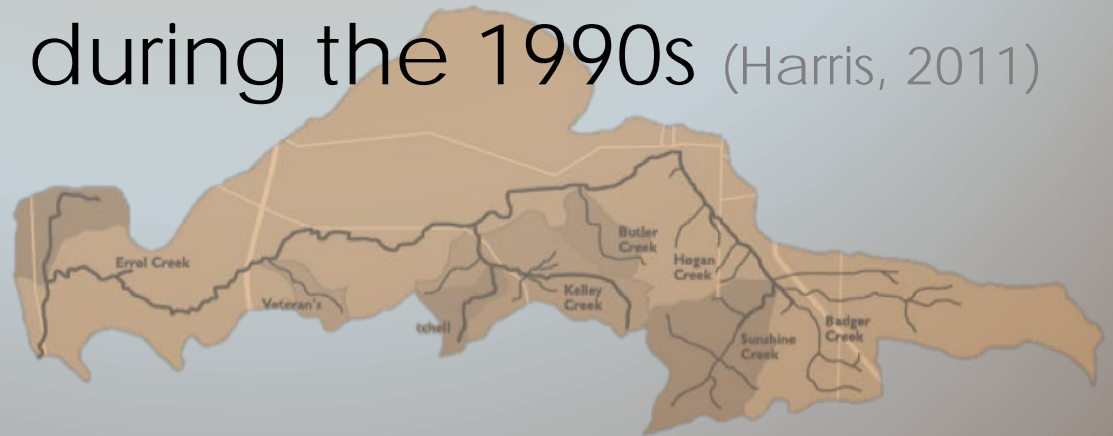 during the 1990s (Harris, 2011)
Butler
Creek
Errol Creek
Hogan
Creek
Kelley
Creek
Veteran's
tchell
Badger
Creek
Sunshine
Creek